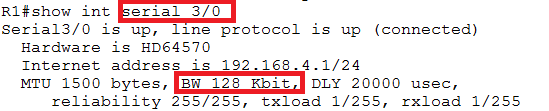 R1#show int serial 3/0
Serial3/0 is up, line protocol is up (connected)
Hardware is HD64570
Internet address is 192.168.4.1/24
MTU 1500 bytes, BW 128 Kbit, DLY 20000 usec,
reliability 255/255, txload 1/255, rxload 1/255